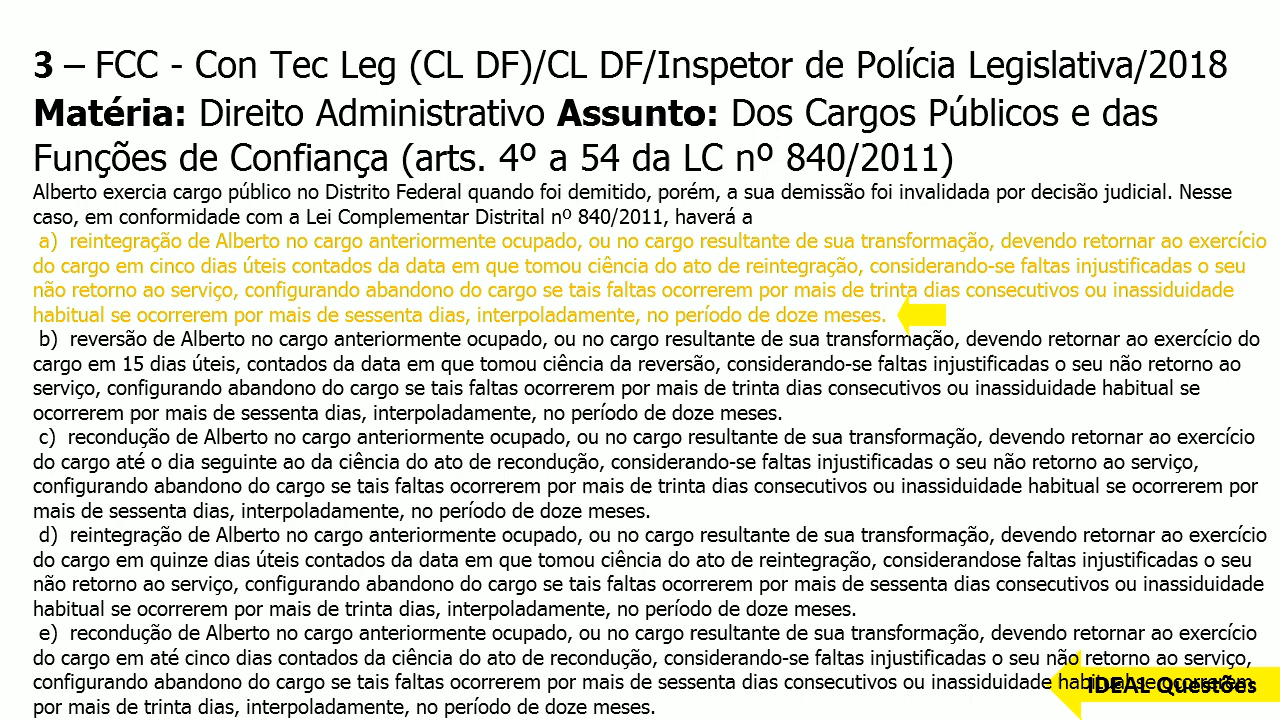 3 – FCC - Con Tec Leg (CL DF)/CL DF/Inspetor de Polícia Legislativa/2018
Matéria: Direito Administrativo Assunto: Dos Cargos Públicos e das
Funções de Confiança (arts. 4º a 54 da LC nº 840/2011)
Alberto exercia cargo público no Distrito Federal quando foi demitido, porém, a sua demissão foi invalidada por decisão judicial. Nesse
caso, em conformidade com a Lei Complementar Distrital nº 840/2011, haverá a
a) reintegração de Alberto no cargo anteriormente ocupado, ou no cargo resultante de sua transformação, devendo retornar ao exercício
do cargo em cinco dias úteis contados da data em que tomou ciência do ato de reintegração, considerando-se faltas injustificadas o seu
não retorno ao serviço, configurando abandono do cargo se tais faltas ocorrerem por mais de trinta dias consecutivos ou inassiduidade
habitual se ocorrerem por mais de sessenta dias, interpoladamente, no período de doze meses.
b) reversão de Alberto no cargo anteriormente ocupado, ou no cargo resultante de sua transformação, devendo retornar ao exercício do
cargo em 15 dias úteis, contados da data em que tomou ciência da reversão, considerando-se faltas injustificadas o seu não retorno ao
serviço, configurando abandono do cargo se tais faltas ocorrerem por mais de trinta dias consecutivos ou inassiduidade habitual se
ocorrerem por mais de sessenta dias, interpoladamente, no período de doze meses.
c) recondução de Alberto no cargo anteriormente ocupado, ou no cargo resultante de sua transformação, devendo retornar ao exercício
do cargo até o dia seguinte ao da ciência do ato de recondução, considerando-se faltas injustificadas o seu não retorno ao serviço,
configurando abandono do cargo se tais faltas ocorrerem por mais de trinta dias consecutivos ou inassiduidade habitual se ocorrerem por
mais de sessenta dias, interpoladamente, no período de doze meses.
d) reintegração de Alberto no cargo anteriormente ocupado, ou no cargo resultante de sua transformação, devendo retornar ao exercício
do cargo em quinze dias úteis contados da data em que tomou ciência do ato de reintegração, considerandose faltas injustificadas o seu
não retorno ao serviço, configurando abandono do cargo se tais faltas ocorrerem por mais de sessenta dias consecutivos ou inassiduidade
habitual se ocorrerem por mais de trinta dias, interpoladamente, no período de doze meses.
e) recondução de Alberto no cargo anteriormente ocupado, ou no cargo resultante de sua transformação, devendo retornar ao exercício
do cargo em até cinco dias contados da ciência do ato de recondução, considerando-se faltas injustificadas o seu não retorno ao serviço,
configurando abandono do cargo se tais faltas ocorrerem por mais de sessenta dias consecutivos ou inassiduidade habitual se ocorrerem
IDEAL Questões
por mais de trinta dias, interpoladamente, no período de doze meses.